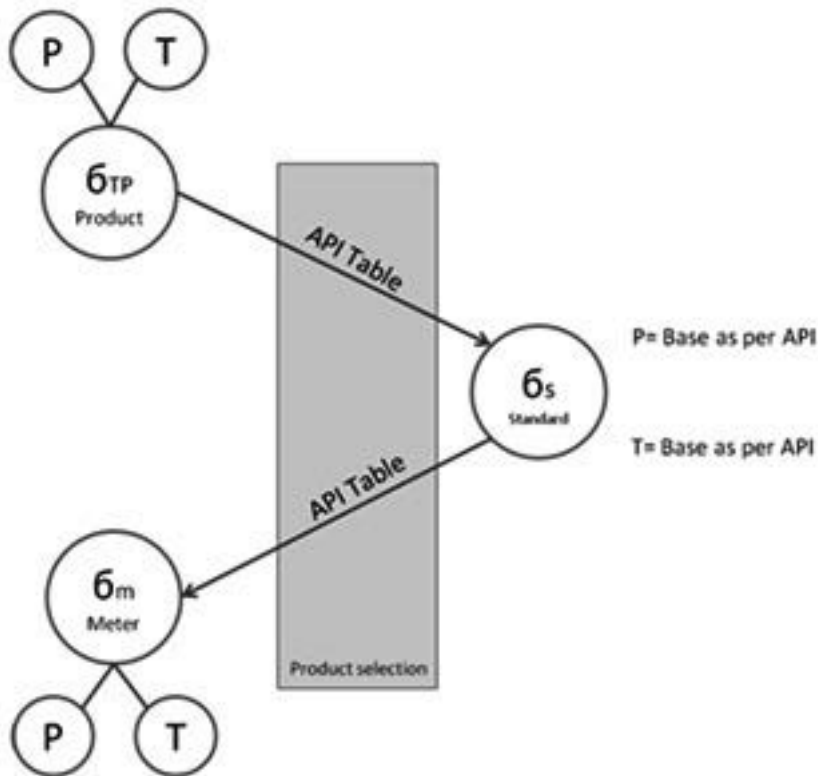 P
T
бTP
Product
API Table
P= Base as per API
бs
Standard
T= Base as per API
API Table
бm
Meter
Product selection
P
T